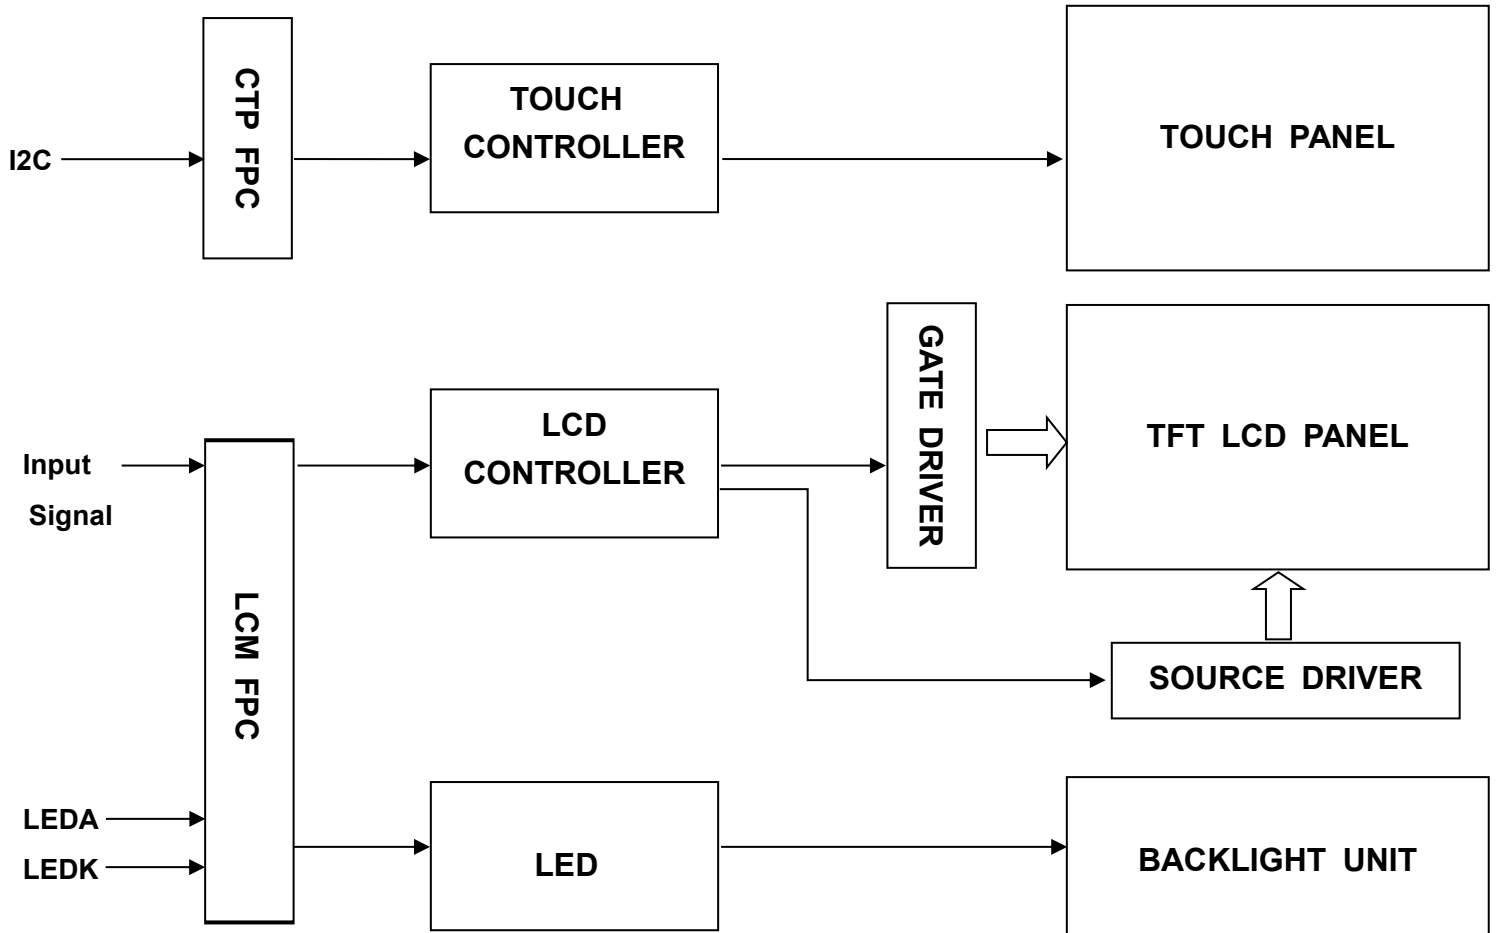 I2C
CTP FPC
TOUCH
CONTROLLER
TOUCH PANEL
Input
Signal
LCM FPC
LCD
CONTROLLER
GATE DRIVER
TFT LCD PANEL
SOURCE DRIVER
LEDA
LEDK
LED
BACKLIGHT UNIT